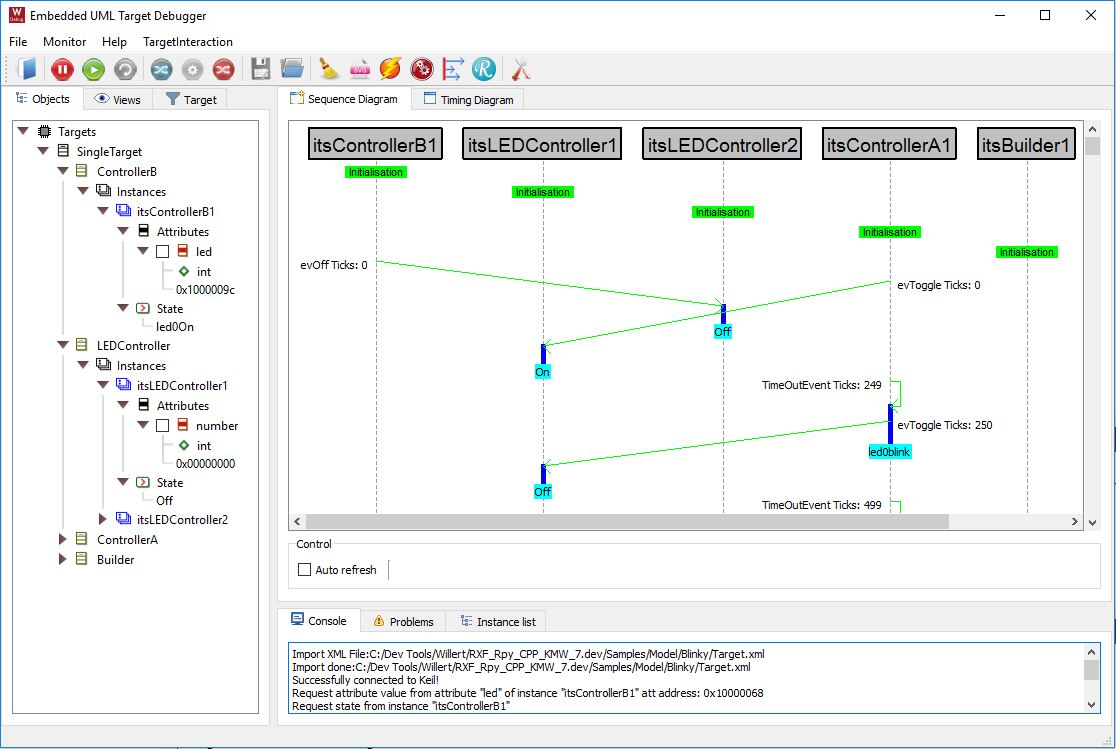 Embedded UML Target Debugger
File Monitor Help TargetInteraction
Objects Views Target
Targets
SingleTarget
ControllerB
Instances
itsControllerB1
Attributes
led
int
0x1000009c
State
led0On
LEDController
Instances
itsLEDController1
Attributes
number
int
0x00000000
State
Off
itsLEDController2
ControllerA
Builder
Sequence Diagram Timing Diagram
itsControllerB1 itsLEDController1 itsLEDController2 itsControllerA1 itsBuilder1
Initialisation
Initialisation
Initialisation
Initialisation
Initialisation
evOff Ticks: 0
evToggle Ticks: 0
Off
On
TimeOutEvent Ticks: 249
evToggle Ticks: 250
led0blink
Off
TimeOutEvent Ticks: 499
Control
Auto refresh
Console Problems Instance list
Import XML File:C:/Dev Tools/Willert/RXF_Rpy_CPP_KMW_7.dev/Samples/Model/Blinky/Target.xml
Import done:C:/Dev Tools/Willert/RXF_Rpy_CPP_KMW_7.dev/Samples/Model/Blinky/Target.xml
Successfully connected to Keil!
Request attribute value from attribute "led" of instance "itsControllerB1" att address: 0x10000068
Request state from instance "itsControllerB1"